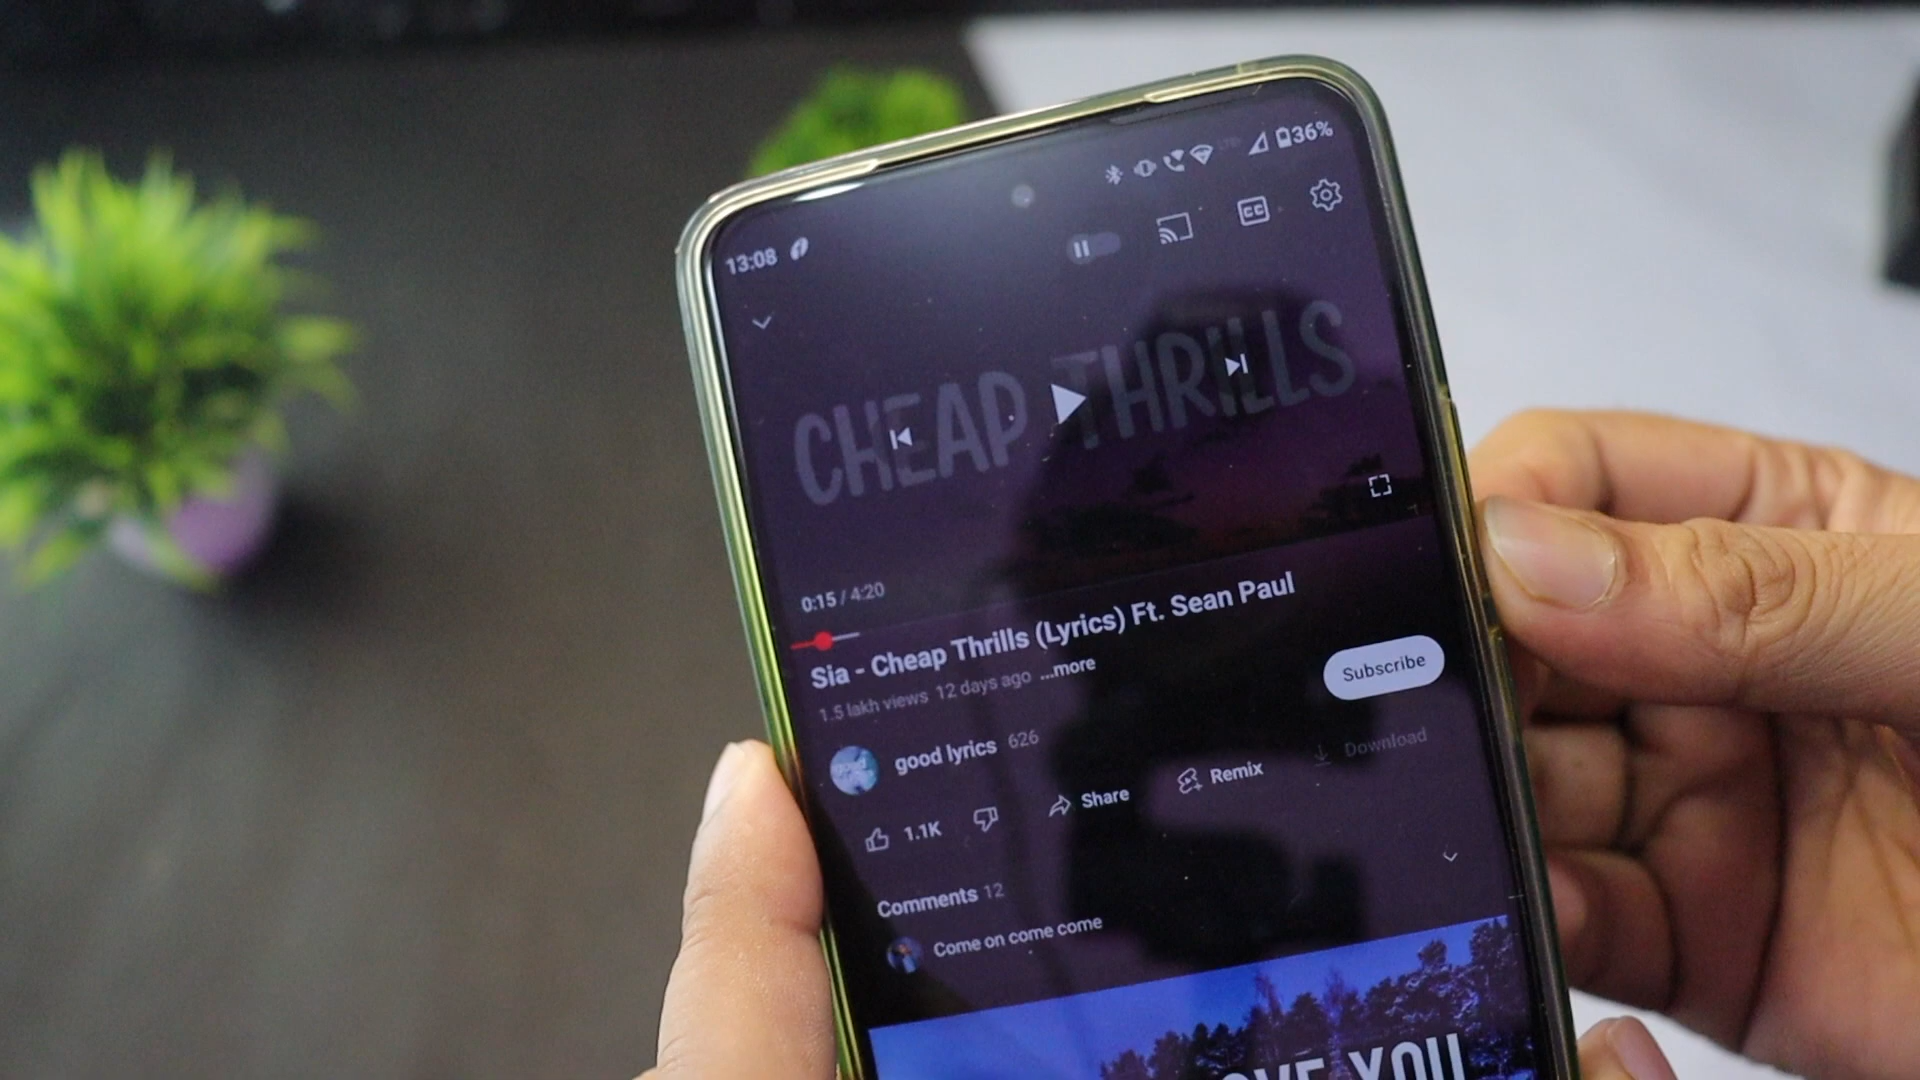 13:08
36%
CC
CHEAP THRILLS
0:15 / 4:20
Sia - Cheap Thrills (Lyrics) Ft. Sean Paul
1.5 lakh views 12 days ago ...more
Subscribe
good lyrics 626
1.1K
Share
Remix
Download
Comments 12
Come on come come
YOU